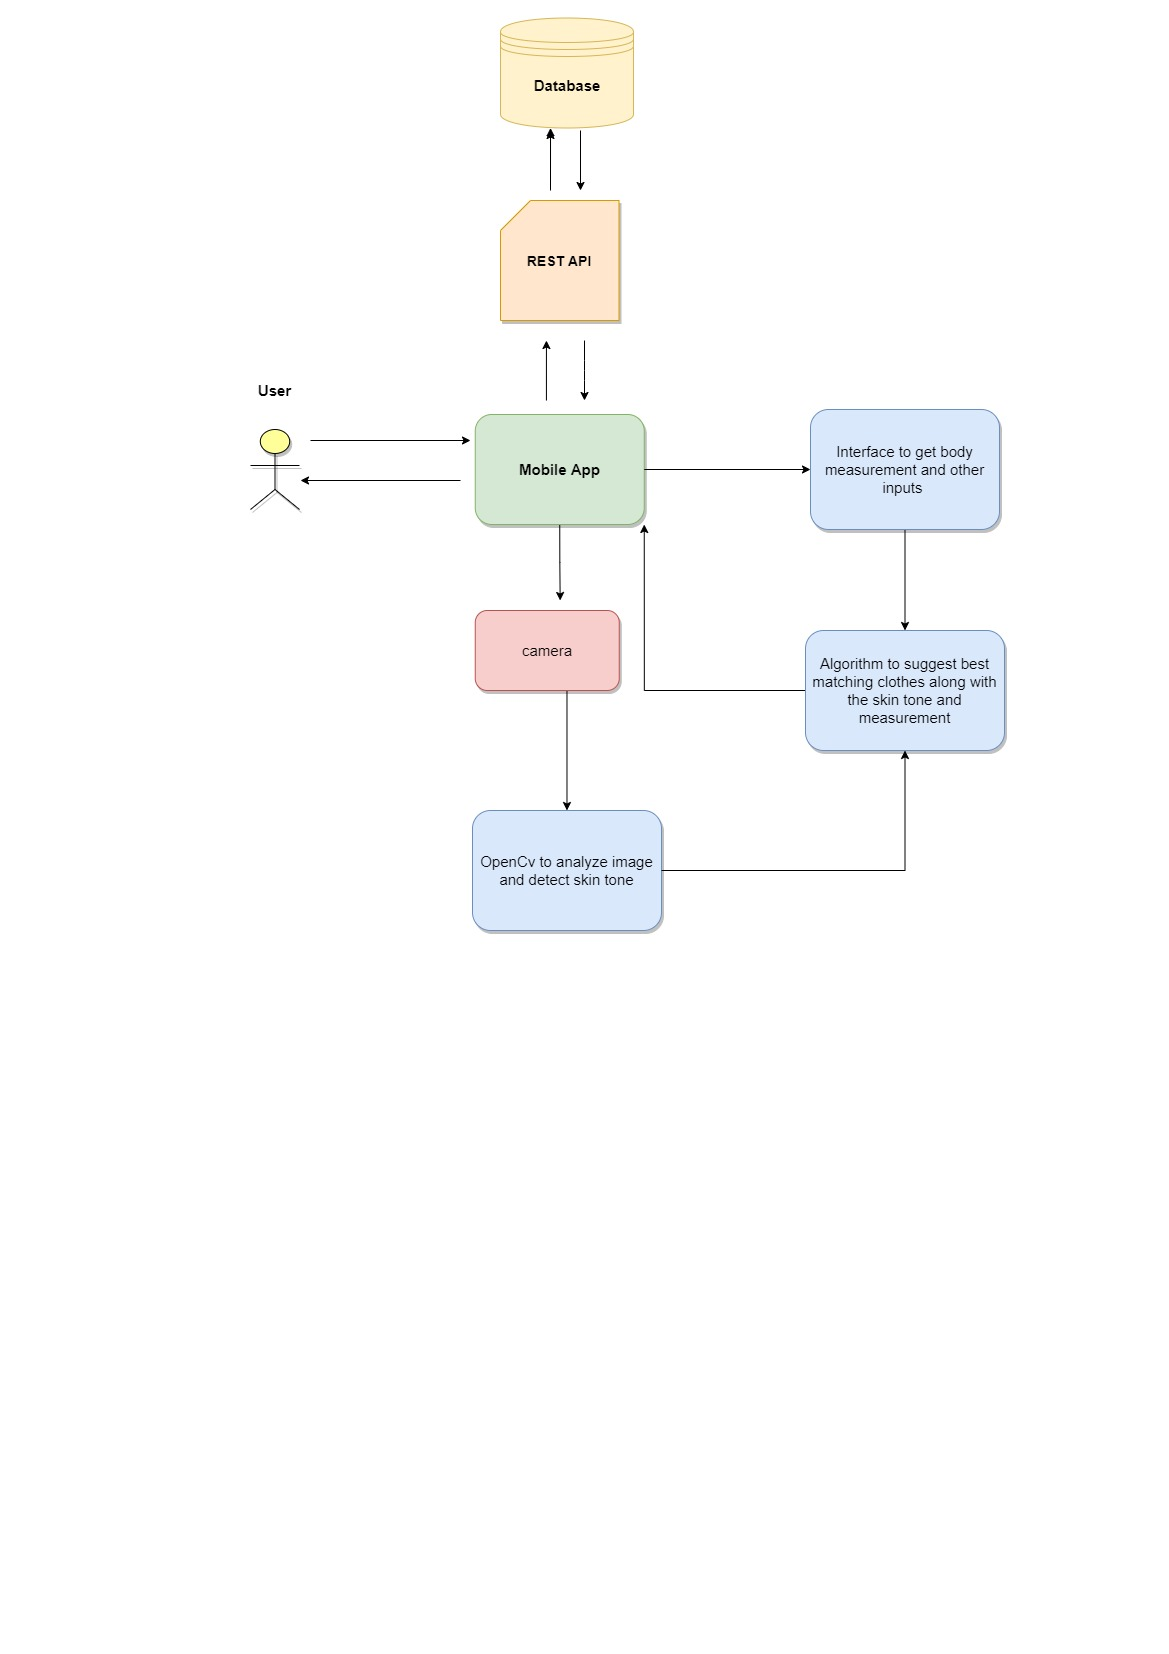 Database
REST API
User
Mobile App
Interface to get body
measurement and other
inputs
camera
Algorithm to suggest best
matching clothes along with
the skin tone and
measurement
OpenCv to analyze image
and detect skin tone